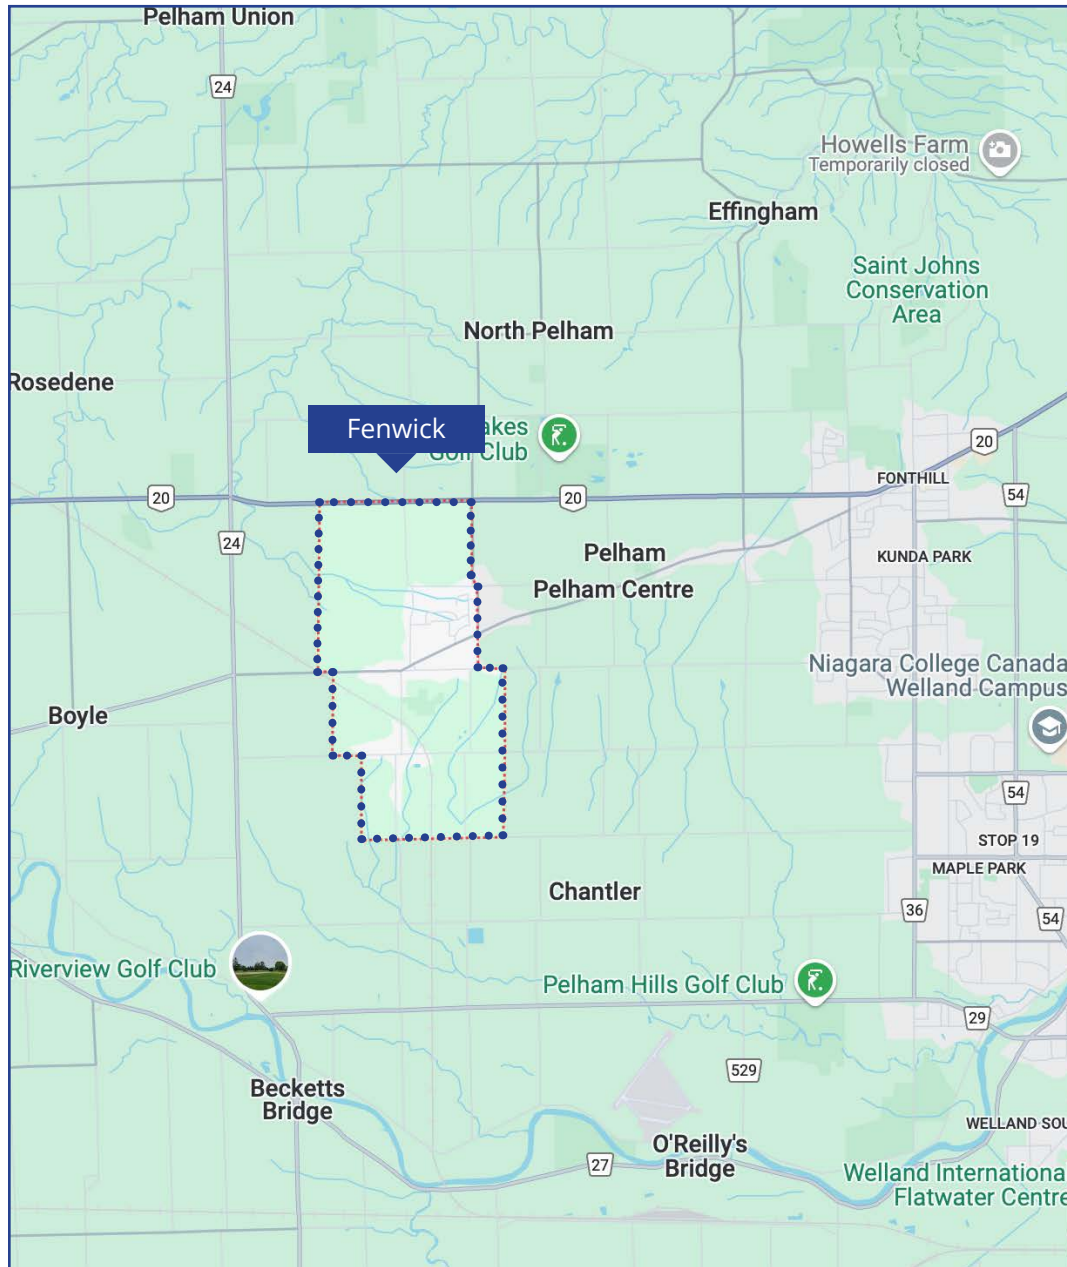 Pelham Union
24
Howells Farm
Temporarily closed
Effingham
Saint Johns
Conservation
Area
North Pelham
Rosedene
Fenwick
akes
Golf Club
20
FONTHILL
20
20
54
24
Pelham
KUNDA PARK
Pelham Centre
Niagara College Canada
Welland Campus
Boyle
54
STOP 19
MAPLE PARK
Chantler
36
54
Riverview Golf Club
Pelham Hills Golf Club
29
529
Becketts
Bridge
WELLAND SOU
O'Reilly's
Bridge
27
Welland Internationa
Flatwater Centre